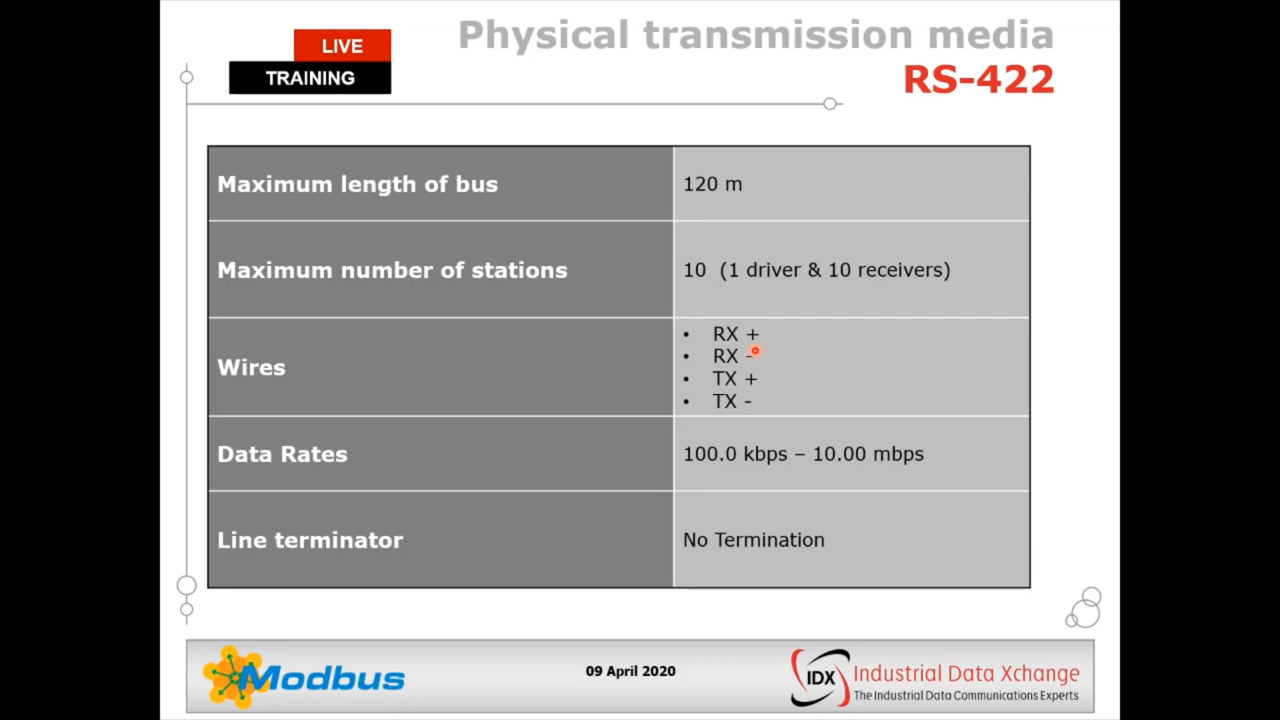 LIVE
TRAINING
Physical transmission media
RS-422
Maximum length of bus
120 m
Maximum number of stations
10 (1 driver & 10 receivers)
Wires
• RX +
• RX -
• TX +
• TX -
Data Rates
100.0 kbps – 10.00 mbps
Line terminator
No Termination
Modbus
09 April 2020
IDX
Industrial Data Xchange
The Industrial Data Communications Experts